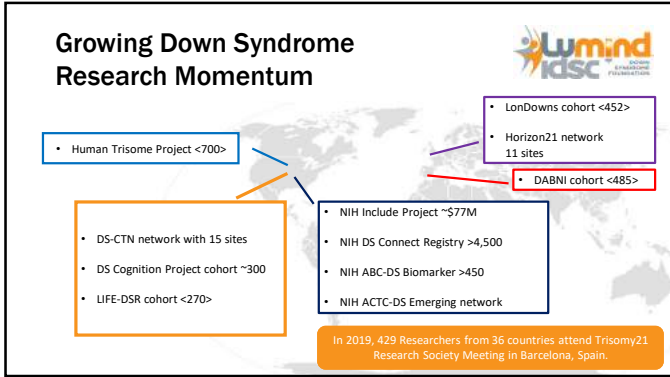 Growing Down Syndrome
Research Momentum
Lumind
IDSC
DOWN
SYNDROME
FOUNDATION
• LonDowns cohort <452>
• Horizon21 network
11 sites
• Human Trisome Project <700>
• DABNI cohort <485>
• DS-CTN network with 15 sites
• DS Cognition Project cohort ~300
• LIFE-DSR cohort <270>
• NIH Include Project ~$77M
• NIH DS Connect Registry >4,500
• NIH ABC-DS Biomarker >450
• NIH ACTC-DS Emerging network
In 2019, 429 Researchers from 36 countries attend Trisomy21
Research Society Meeting in Barcelona, Spain.